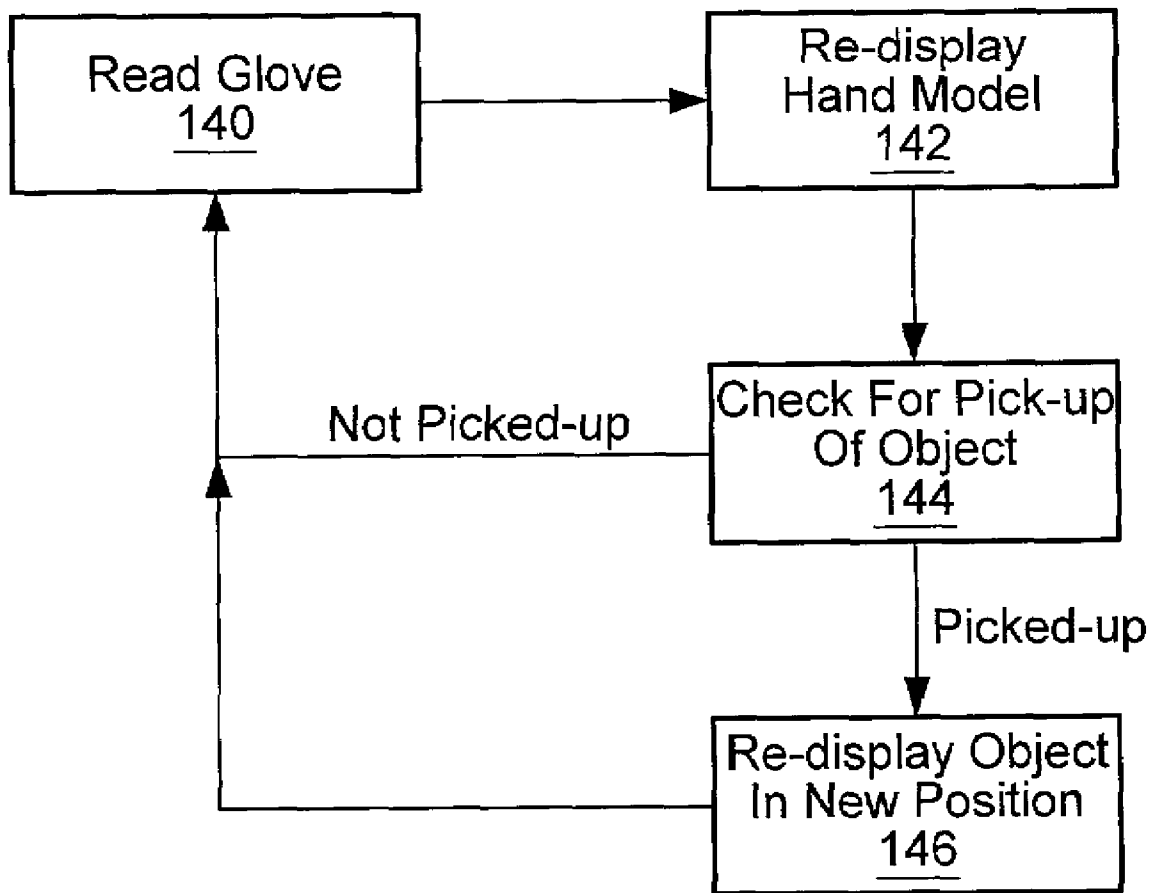 Read Glove
140
Re-display
Hand Model
142
Not Picked-up
Check For Pick-up
Of Object
144
Picked-up
Re-display Object
In New Position
146